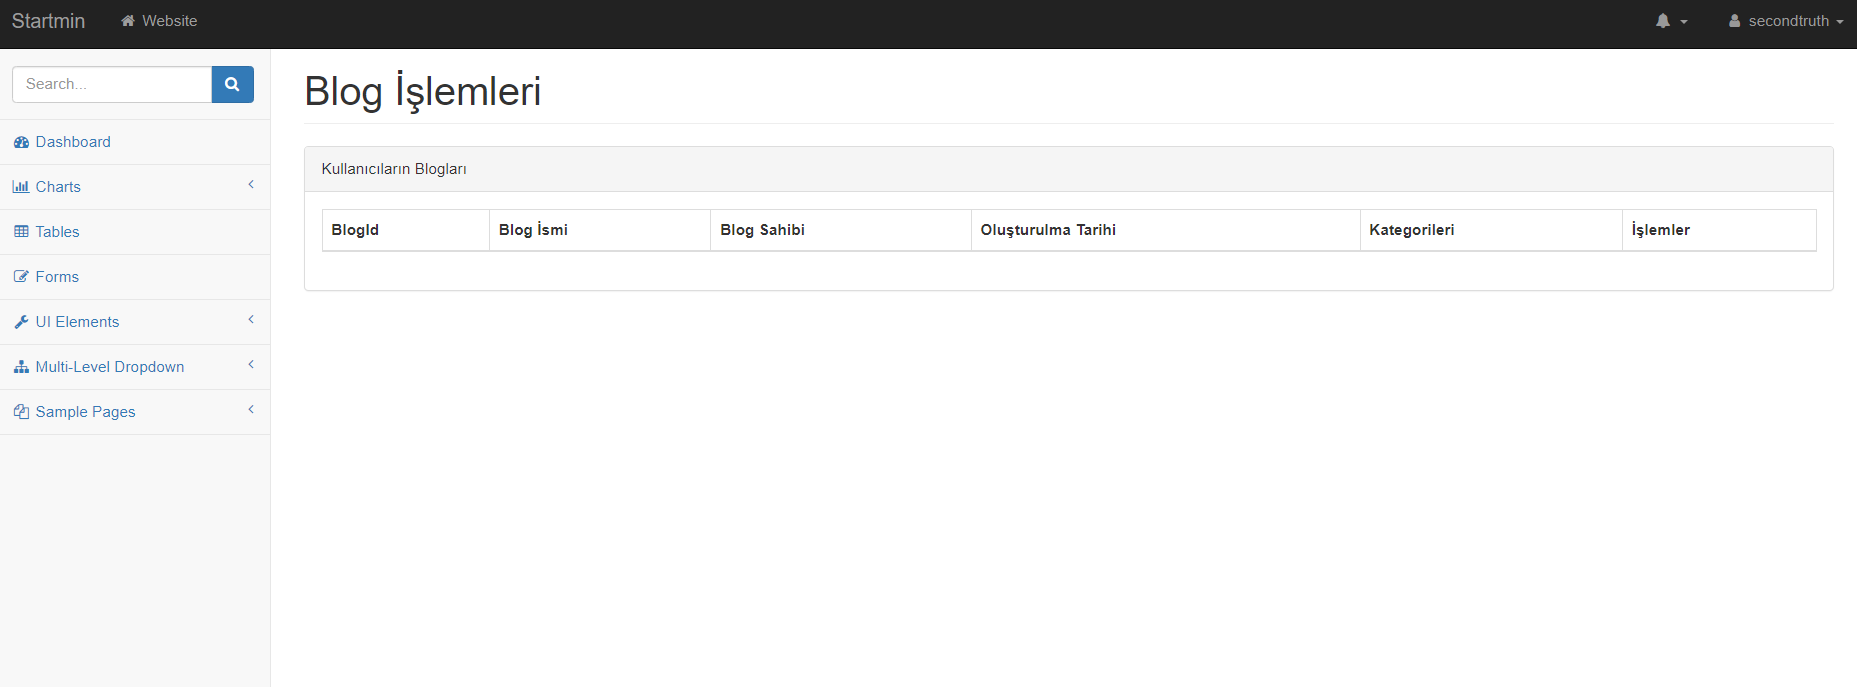 Startmin Website secondtruth
Search...
Dashboard
Charts
Tables
Forms
UI Elements
Multi-Level Dropdown
Sample Pages
Blog İşlemleri
Kullanıcıların Blogları
BlogId Blog İsmi Blog Sahibi Oluşturulma Tarihi Kategorileri İşlemler